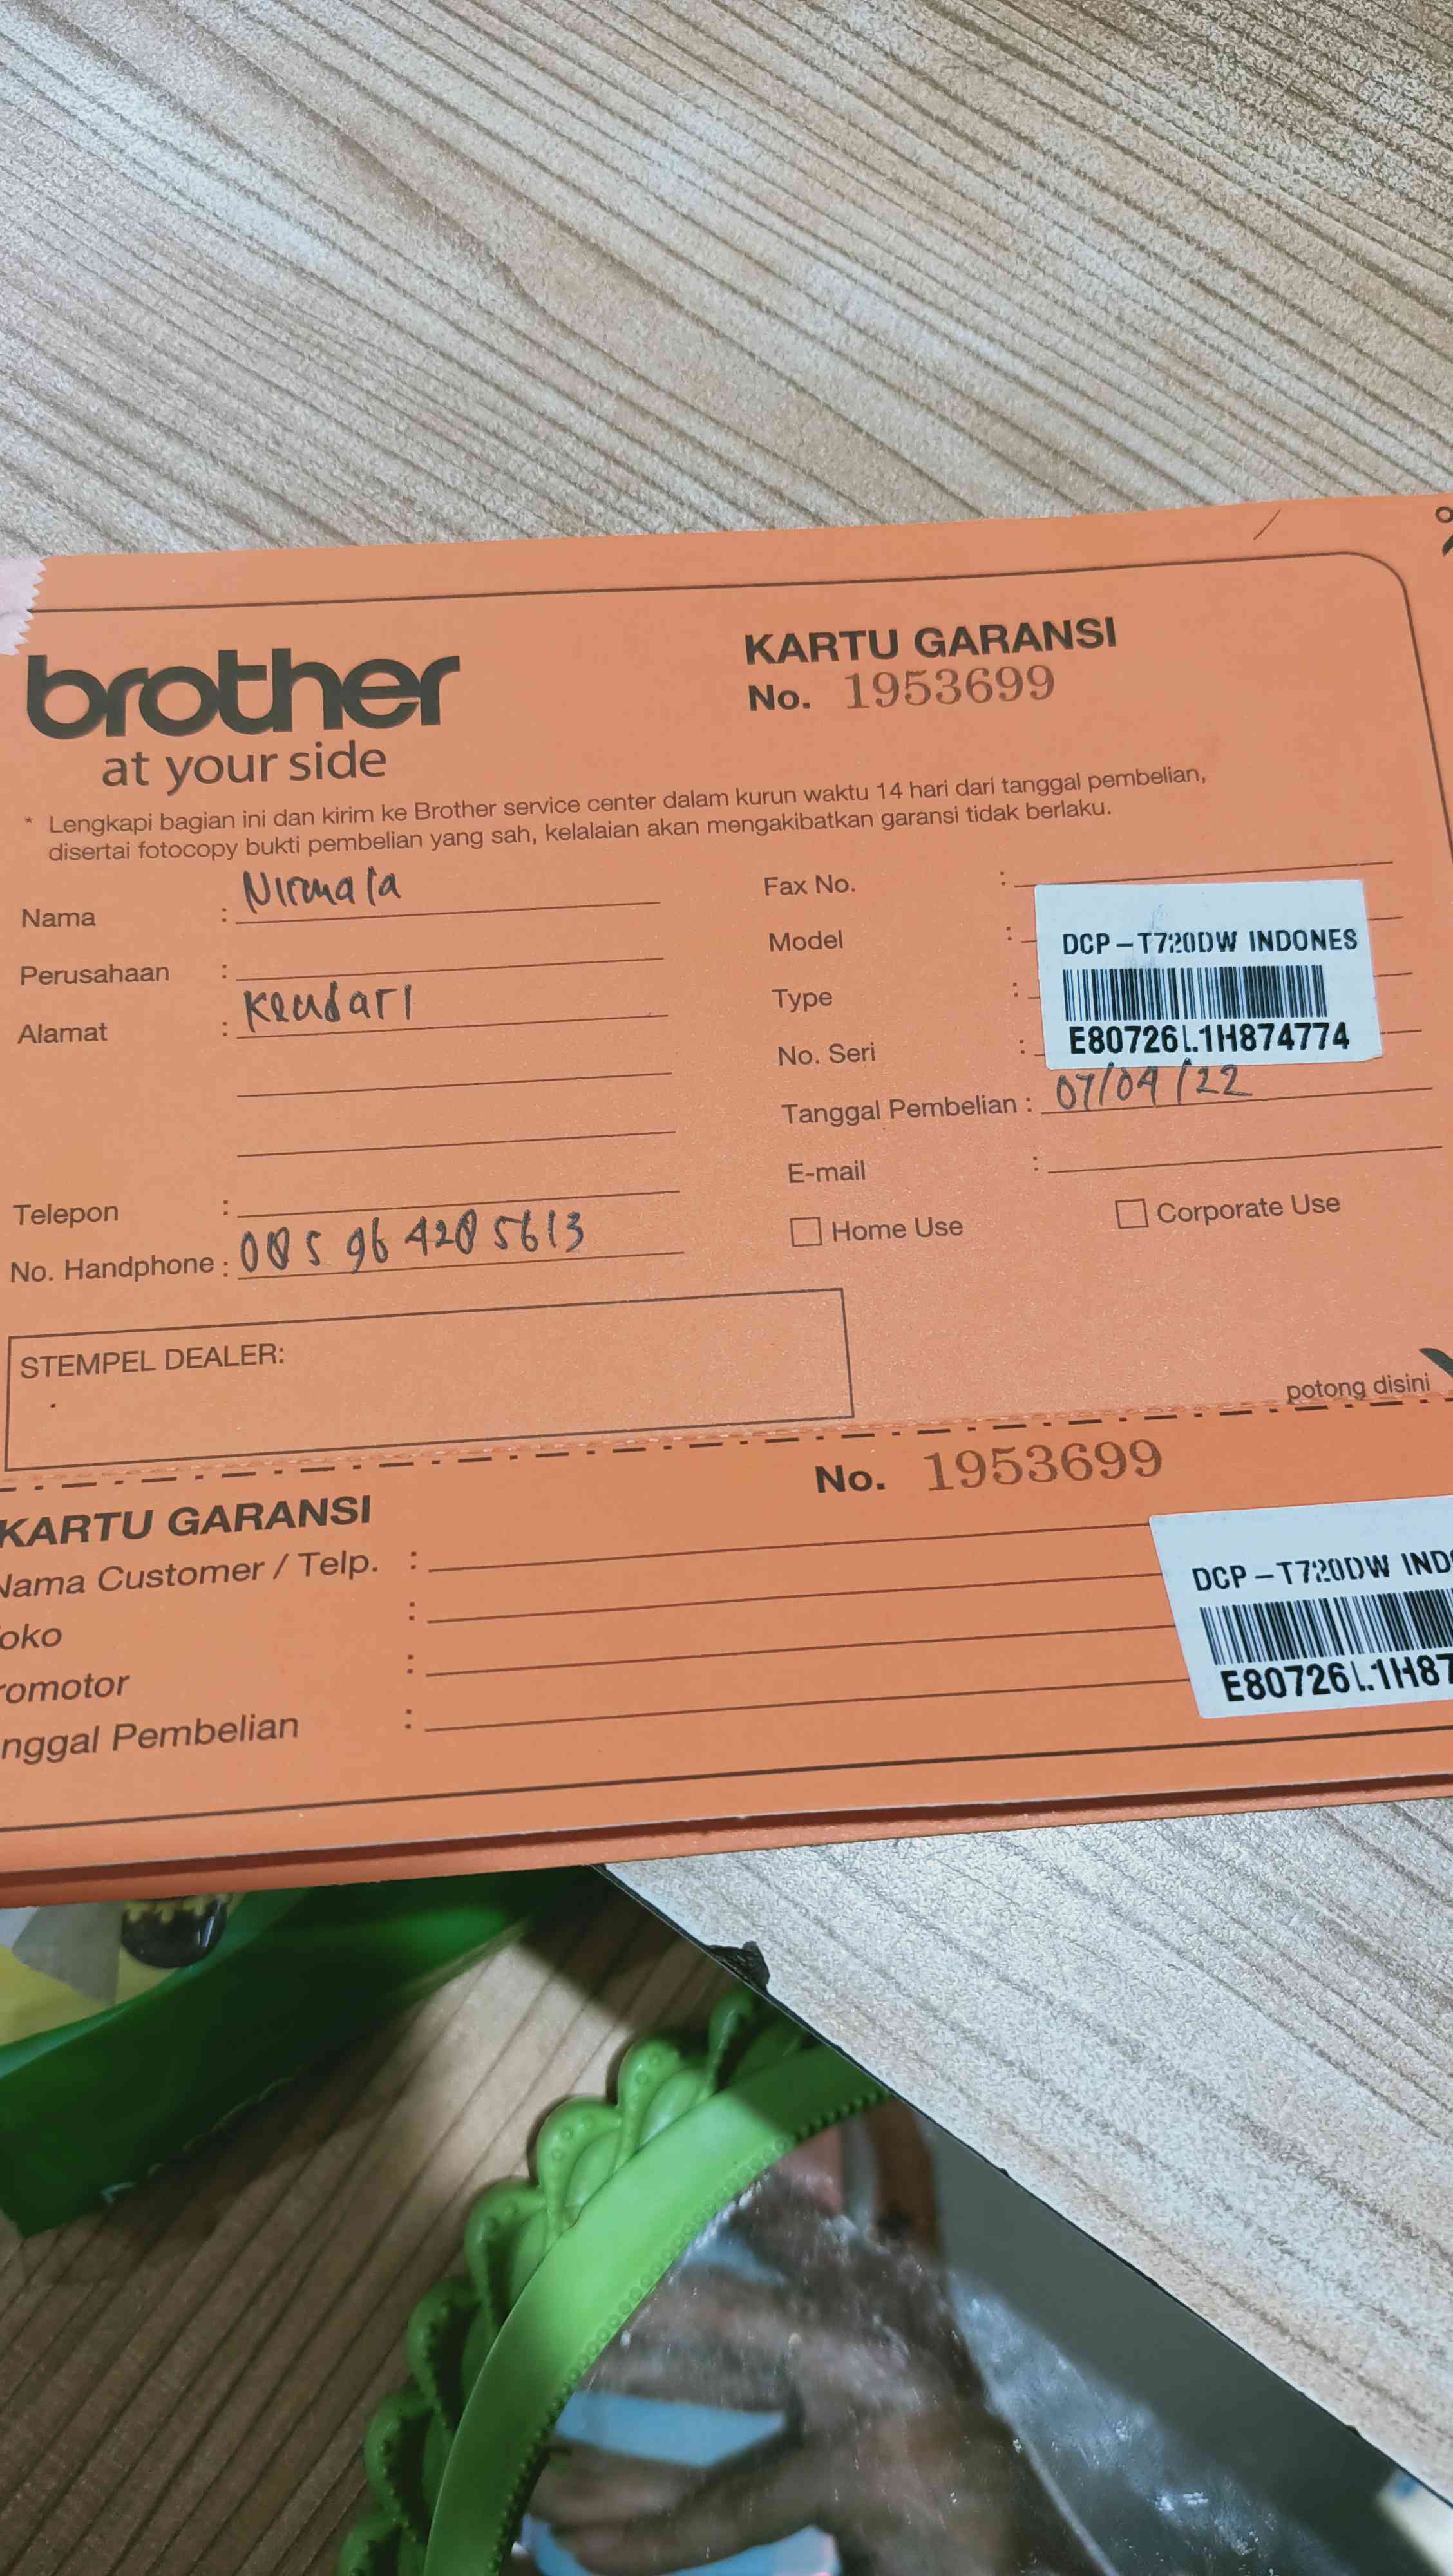 brother
at your side
KARTU GARANSI
No. 1953699
* Lengkapi bagian ini dan kirim ke Brother service center dalam kurun waktu 14 hari dari tanggal pembelian,
disertai fotocopy bukti pembelian yang sah, kelalaian akan mengakibatkan garansi tidak berlaku.
Nama : Nirmala
Perusahaan :
Alamat : Kendari
Telepon :
No. Handphone : 085 96 4205613
Fax No. :
Model :
Type :
No. Seri :
DCP-T720DW INDONES
E80726L1H874774
Tanggal Pembelian : 07/04/22
E-mail :
Home Use
Corporate Use
STEMPEL DEALER:
potong disini
KARTU GARANSI
No. 1953699
Nama Customer / Telp. :
oko :
romotor :
nggal Pembelian :
DCP-T720DW IND
E80726L1H87